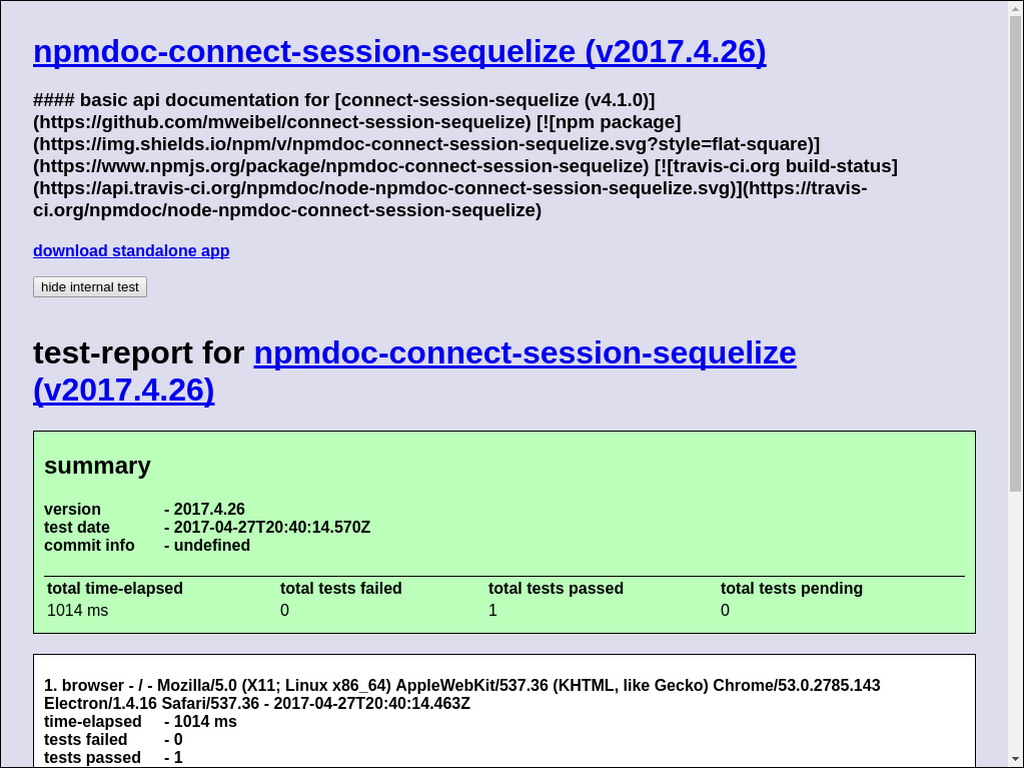 npmdoc-connect-session-sequelize (v2017.4.26)
#### basic api documentation for [connect-session-sequelize (v4.1.0)]
(https://github.com/mweibel/connect-session-sequelize) [![npm package]
(https://img.shields.io/npm/v/npmdoc-connect-session-sequelize.svg?style=flat-square)]
(https://www.npmjs.org/package/npmdoc-connect-session-sequelize) [![travis-ci.org build-status]
(https://api.travis-ci.org/npmdoc/node-npmdoc-connect-session-sequelize.svg)](https://travis-
ci.org/npmdoc/node-npmdoc-connect-session-sequelize)
download standalone app
hide internal test
test-report for npmdoc-connect-session-sequelize
(v2017.4.26)
summary
version - 2017.4.26
test date - 2017-04-27T20:40:14.570Z
commit info - undefined
total time-elapsed total tests failed total tests passed total tests pending
1014 ms 0 1 0
1. browser - / - Mozilla/5.0 (X11; Linux x86_64) AppleWebKit/537.36 (KHTML, like Gecko) Chrome/53.0.2785.143
Electron/1.4.16 Safari/537.36 - 2017-04-27T20:40:14.463Z
time-elapsed - 1014 ms
tests failed - 0
tests passed - 1